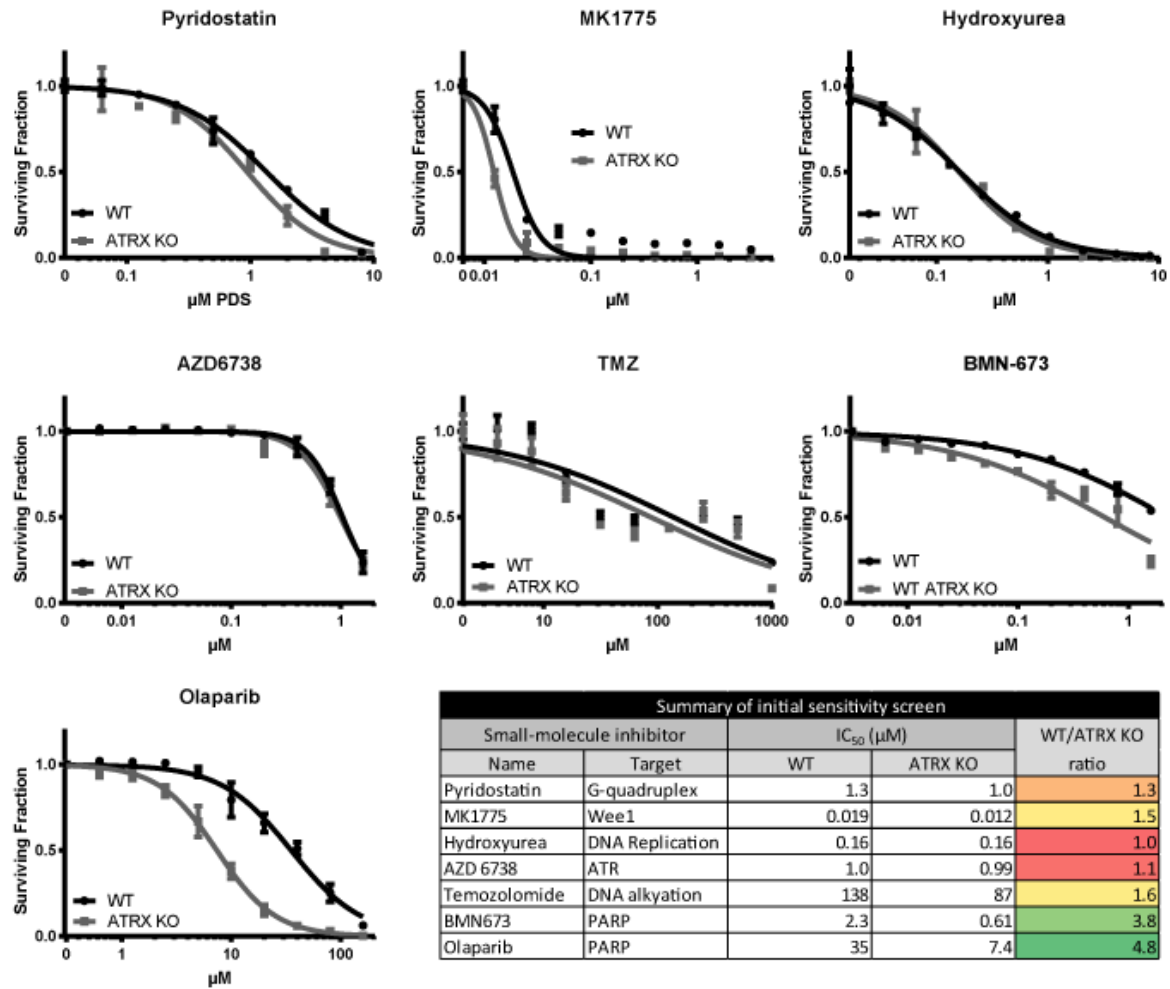 Pyridostatin
Surviving Fraction
1.0
0.5
0.0
WT
ATRX KO
0 0.1 1 10
µM PDS
MK1775
Surviving Fraction
1.0
0.5
0.0
WT
ATRX KO
0 0.01 0.1 1
µM
Hydroxyurea
Surviving Fraction
1.0
0.5
0.0
WT
ATRX KO
0 0.1 1 10
µM
AZD6738
Surviving Fraction
1.0
0.5
0.0
WT
ATRX KO
0 0.01 0.1 1
µM
TMZ
Surviving Fraction
1.0
0.5
0.0
WT
ATRX KO
0 10 100 1000
µM
BMN-673
Surviving Fraction
1.0
0.5
0.0
WT
WT ATRX KO
0 0.01 0.1 1
µM
Olaparib
Surviving Fraction
1.0
0.5
0.0
WT
ATRX KO
0 1 10 100
µM
Summary of initial sensitivity screen
Small-molecule inhibitor IC50 (µM) WT/ATRX KO
Name Target WT ATRX KO ratio
Pyridostatin G-quadruplex 1.3 1.0 1.3
MK1775 Wee1 0.019 0.012 1.5
Hydroxyurea DNA Replication 0.16 0.16 1.0
AZD 6738 ATR 1.0 0.99 1.1
Temozolomide DNA alkyation 138 87 1.6
BMN673 PARP 2.3 0.61 3.8
Olaparib PARP 35 7.4 4.8